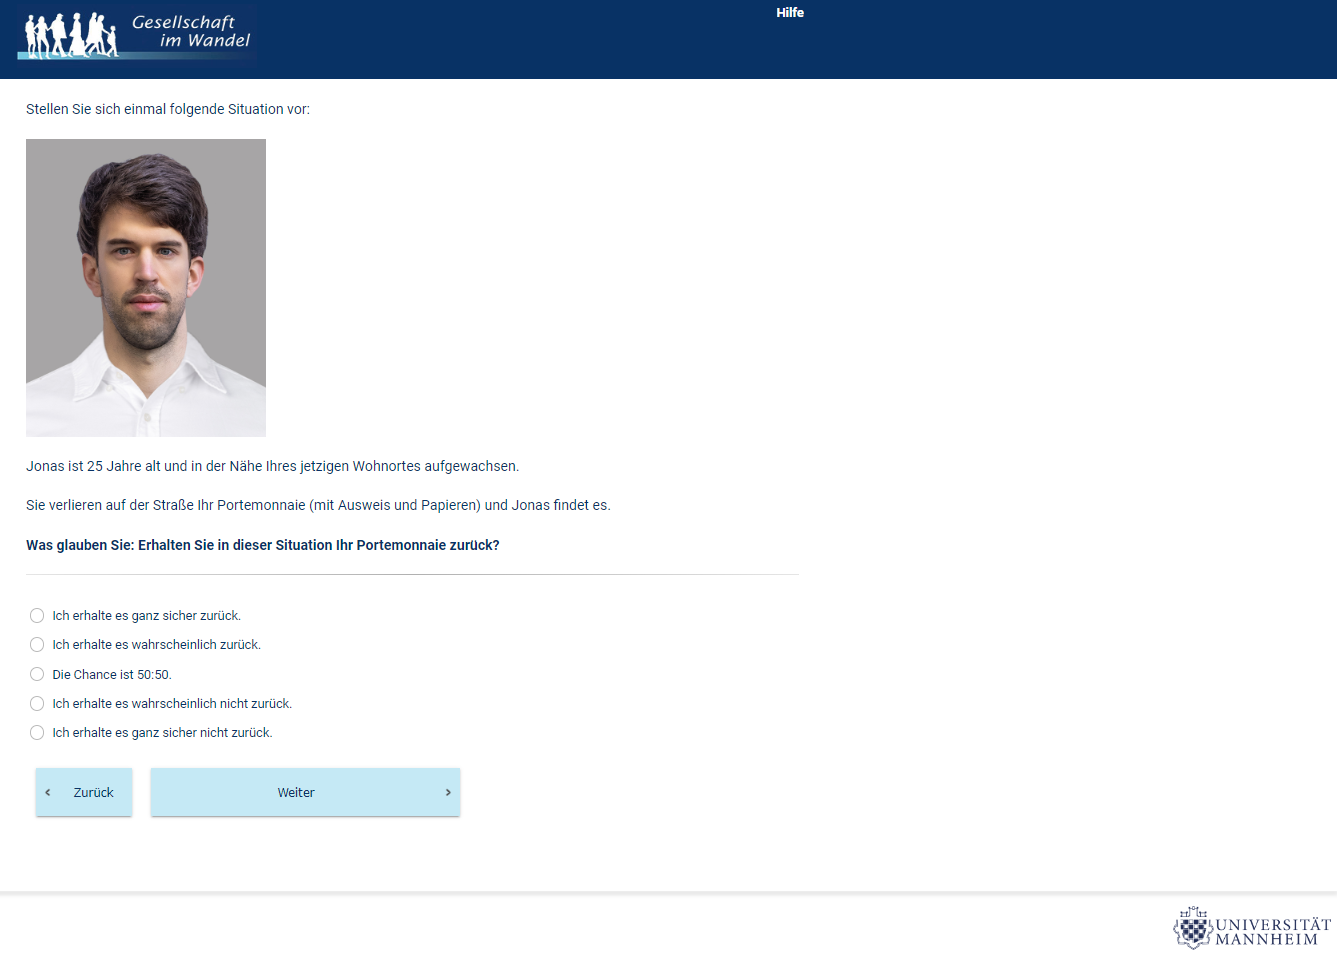 Gesellschaft
im Wandel
Hilfe
Stellen Sie sich einmal folgende Situation vor:
Jonas ist 25 Jahre alt und in der Nähe Ihres jetzigen Wohnortes aufgewachsen.
Sie verlieren auf der Straße Ihr Portemonnaie (mit Ausweis und Papieren) und Jonas findet es.
Was glauben Sie: Erhalten Sie in dieser Situation Ihr Portemonnaie zurück?
Ich erhalte es ganz sicher zurück.
Ich erhalte es wahrscheinlich zurück.
Die Chance ist 50:50.
Ich erhalte es wahrscheinlich nicht zurück.
Ich erhalte es ganz sicher nicht zurück.
Zurück
Weiter
UNIVERSITÄT
MANNHEIM